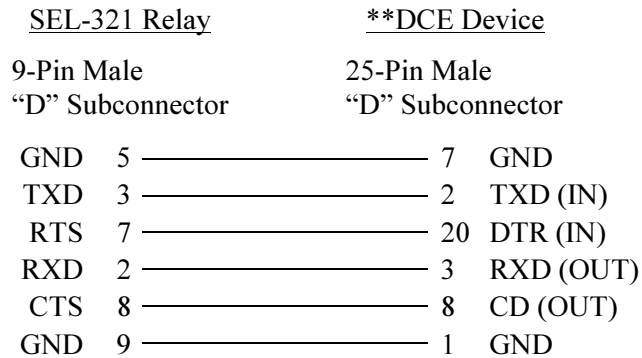 SEL-321 Relay **DCE Device
9-Pin Male 25-Pin Male
“D” Subconnector “D” Subconnector
GND 5 7 GND
TXD 3 2 TXD (IN)
RTS 7 20 DTR (IN)
RXD 2 3 RXD (OUT)
CTS 8 8 CD (OUT)
GND 9 1 GND